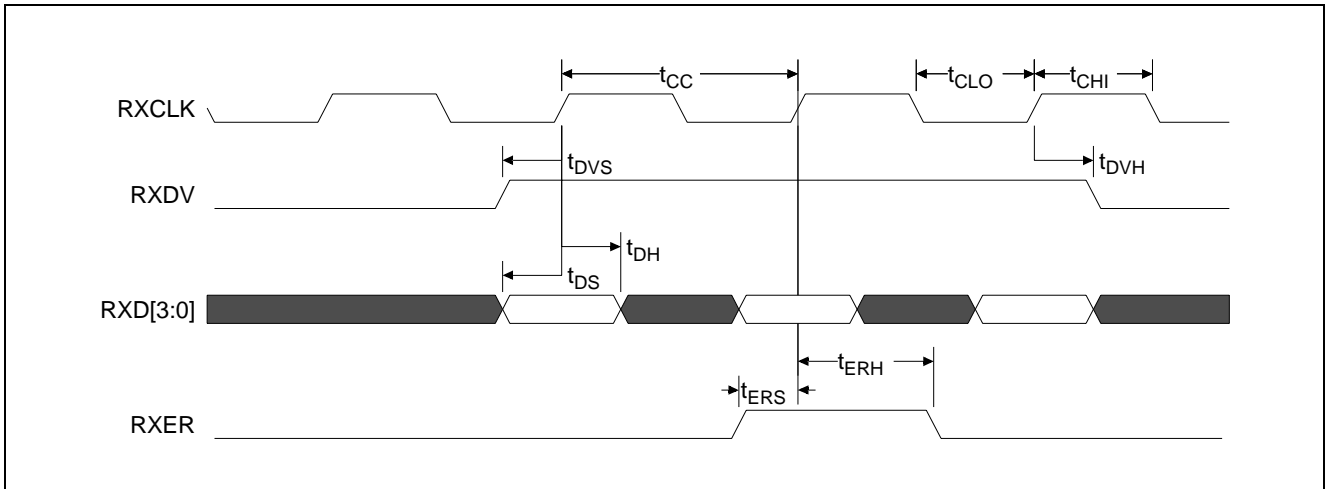 tCC
tCLO
tCHI
RXCLK
tDVS
tDVH
RXDV
tDH
tDS
RXD[3:0]
tERH
tERS
RXER